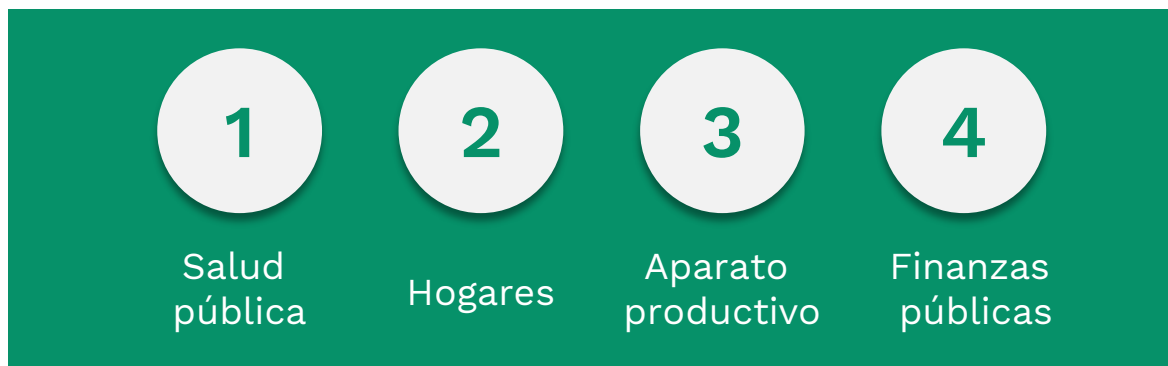 1
Salud
pública
2
Hogares
3
Aparato
productivo
4
Finanzas
públicas